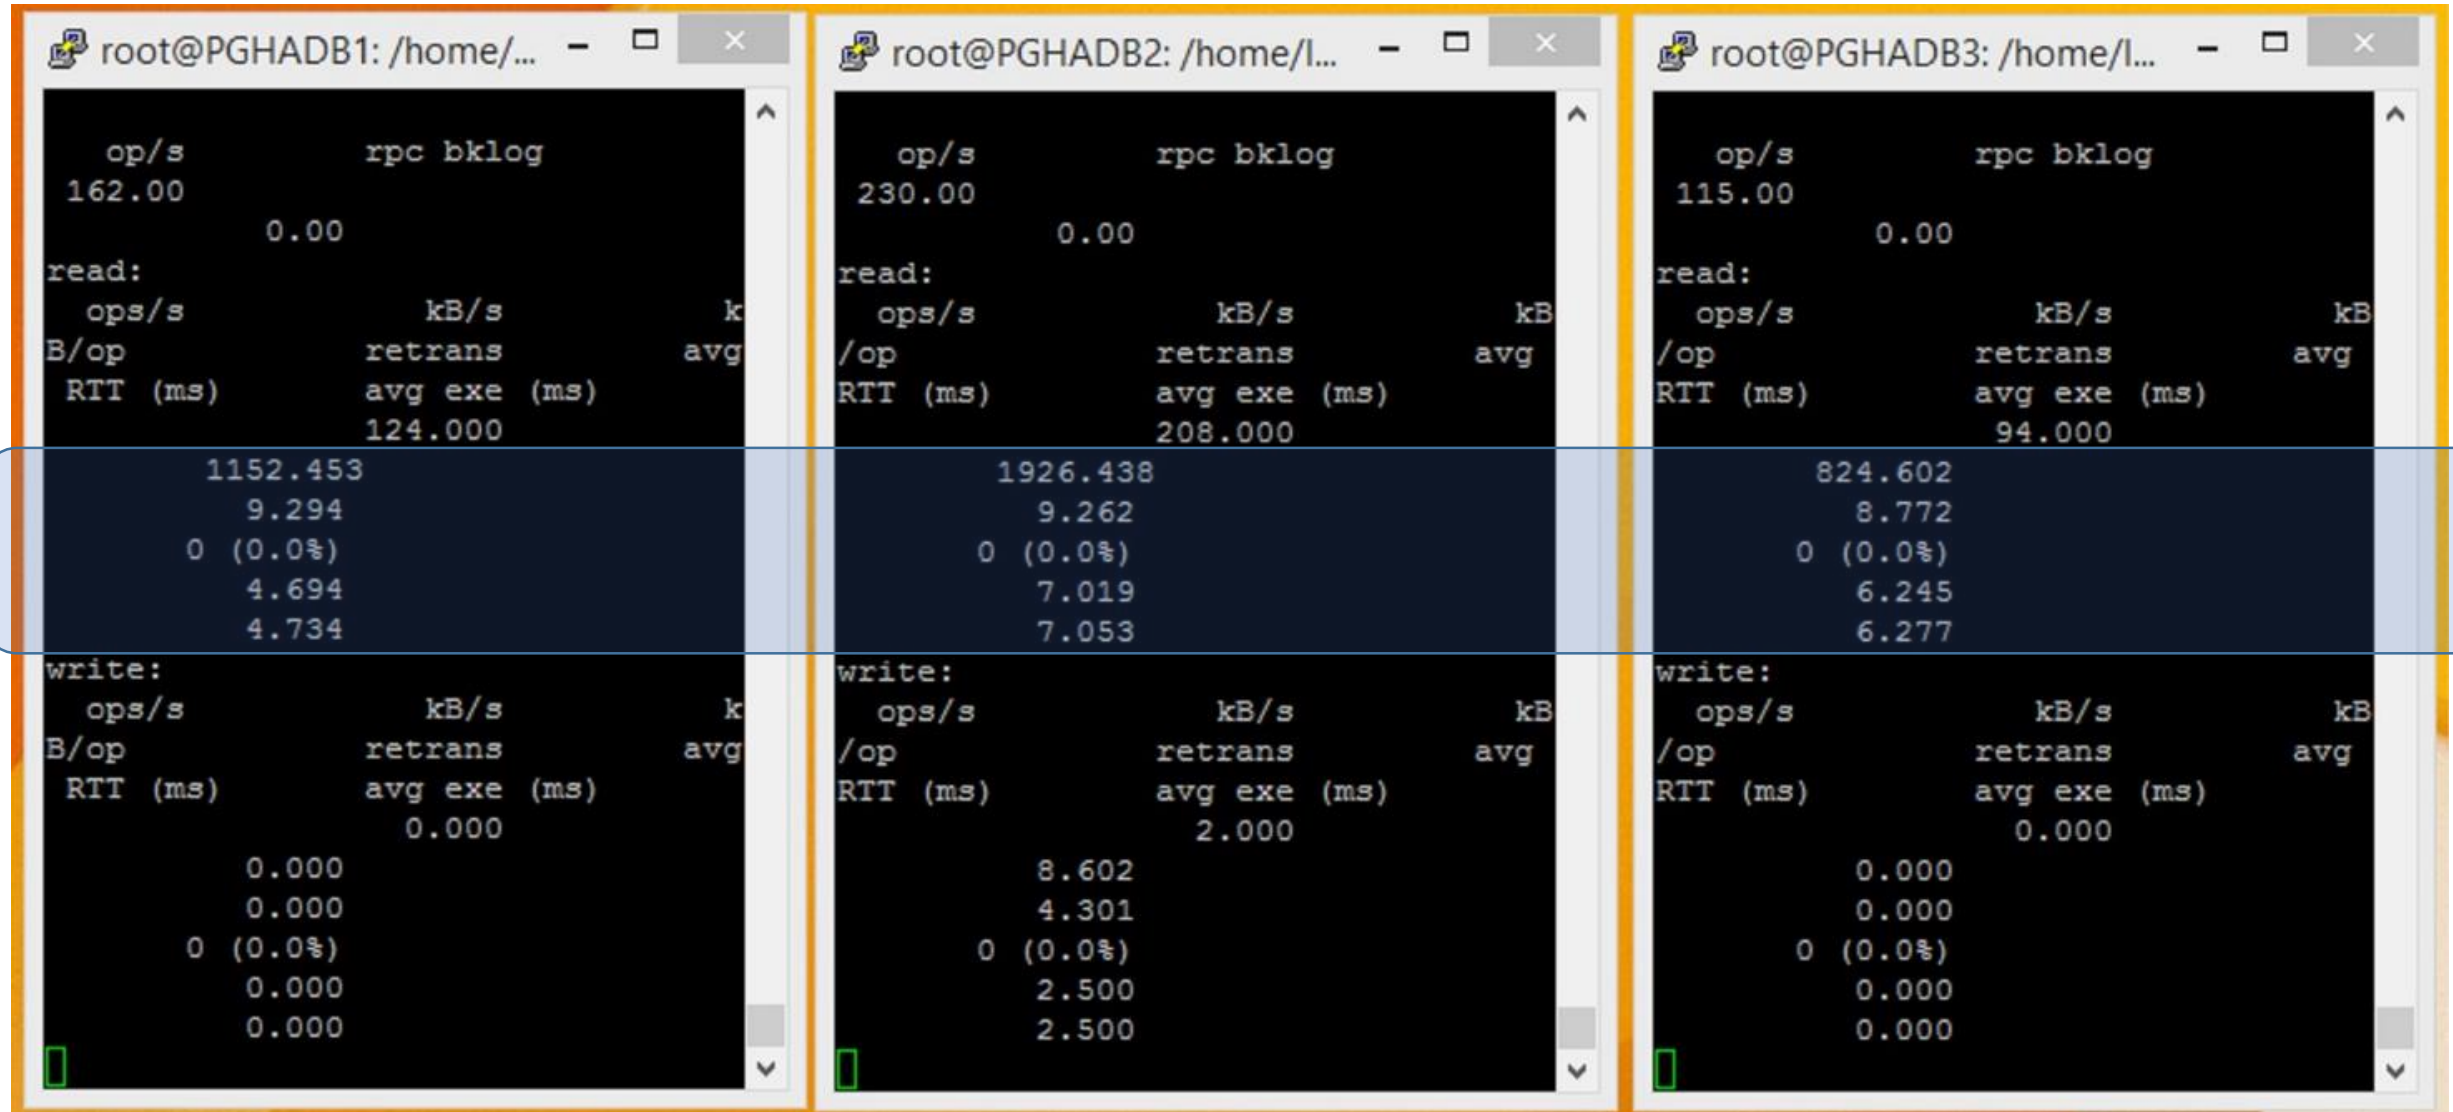 root@PGHADB1: /home/...
op/s rpc bklog
162.00
0.00
read:
ops/s kB/s k
B/op retrans avg
RTT (ms) avg exe (ms)
124.000
1152.453
9.294
0 (0.0%)
4.694
4.734
write:
ops/s kB/s k
B/op retrans avg
RTT (ms) avg exe (ms)
0.000
0.000
0.000
0 (0.0%)
0.000
0.000
root@PGHADB2: /home/l...
op/s rpc bklog
230.00
0.00
read:
ops/s kB/s kB
/op retrans avg
RTT (ms) avg exe (ms)
208.000
1926.438
9.262
0 (0.0%)
7.019
7.053
write:
ops/s kB/s kB
/op retrans avg
RTT (ms) avg exe (ms)
2.000
8.602
4.301
0 (0.0%)
2.500
2.500
root@PGHADB3: /home/l...
op/s rpc bklog
115.00
0.00
read:
ops/s kB/s kB
/op retrans avg
RTT (ms) avg exe (ms)
94.000
824.602
8.772
0 (0.0%)
6.245
6.277
write:
ops/s kB/s kB
/op retrans avg
RTT (ms) avg exe (ms)
0.000
0.000
0.000
0 (0.0%)
0.000
0.000